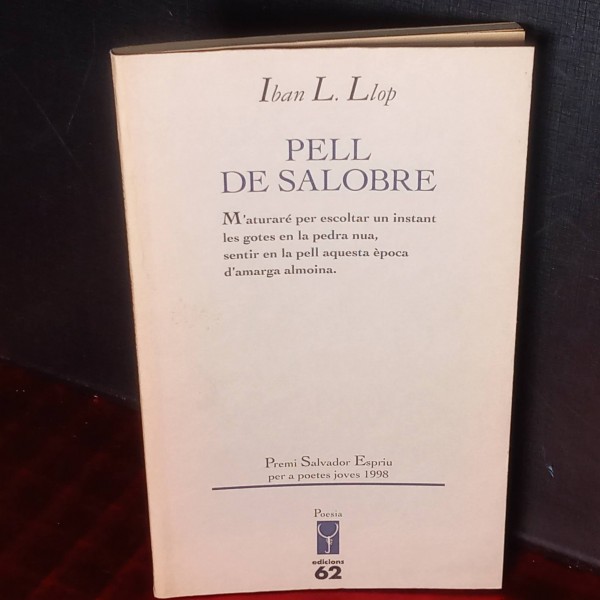 Iban L. Llop
PELL
DE SALOBRE
M'aturaré per escoltar un instant
les gotes en la pedra nua,
sentir en la pell aquesta època
d'amarga almoina.
Premi Salvador Espriu
per a poetes joves 1998
Poesia
edicions
62